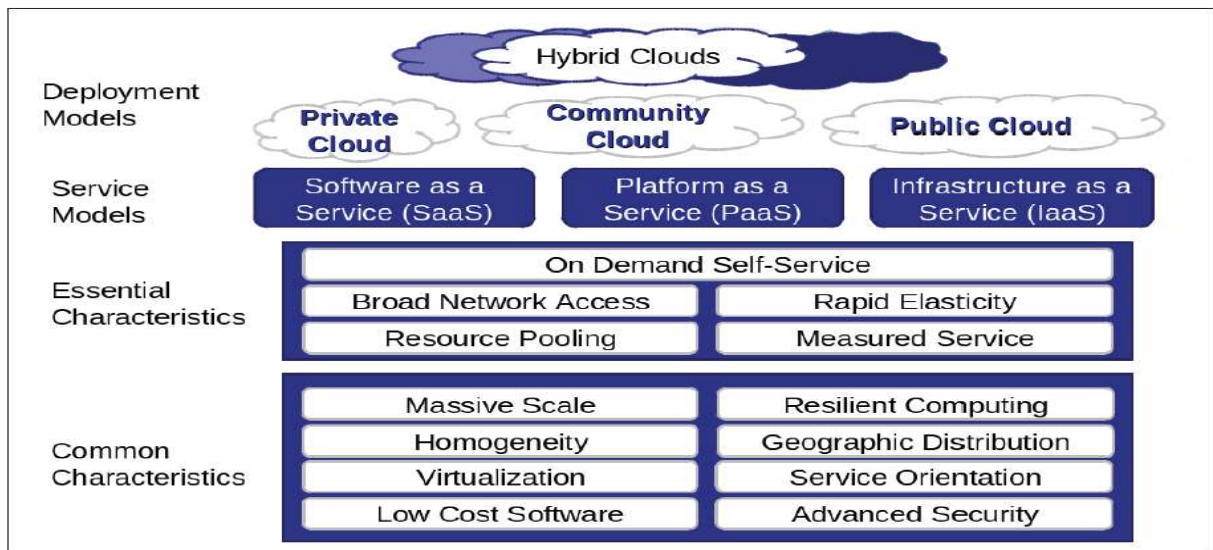 Hybrid Clouds
Deployment
Models
Private
Cloud
Community
Cloud
Public Cloud
Service
Models
Software as a
Service (SaaS)
Platform as a
Service (PaaS)
Infrastructure as a
Service (IaaS)
Essential
Characteristics
On Demand Self-Service
Broad Network Access
Rapid Elasticity
Resource Pooling
Measured Service
Common
Characteristics
Massive Scale
Resilient Computing
Homogeneity
Geographic Distribution
Virtualization
Service Orientation
Low Cost Software
Advanced Security